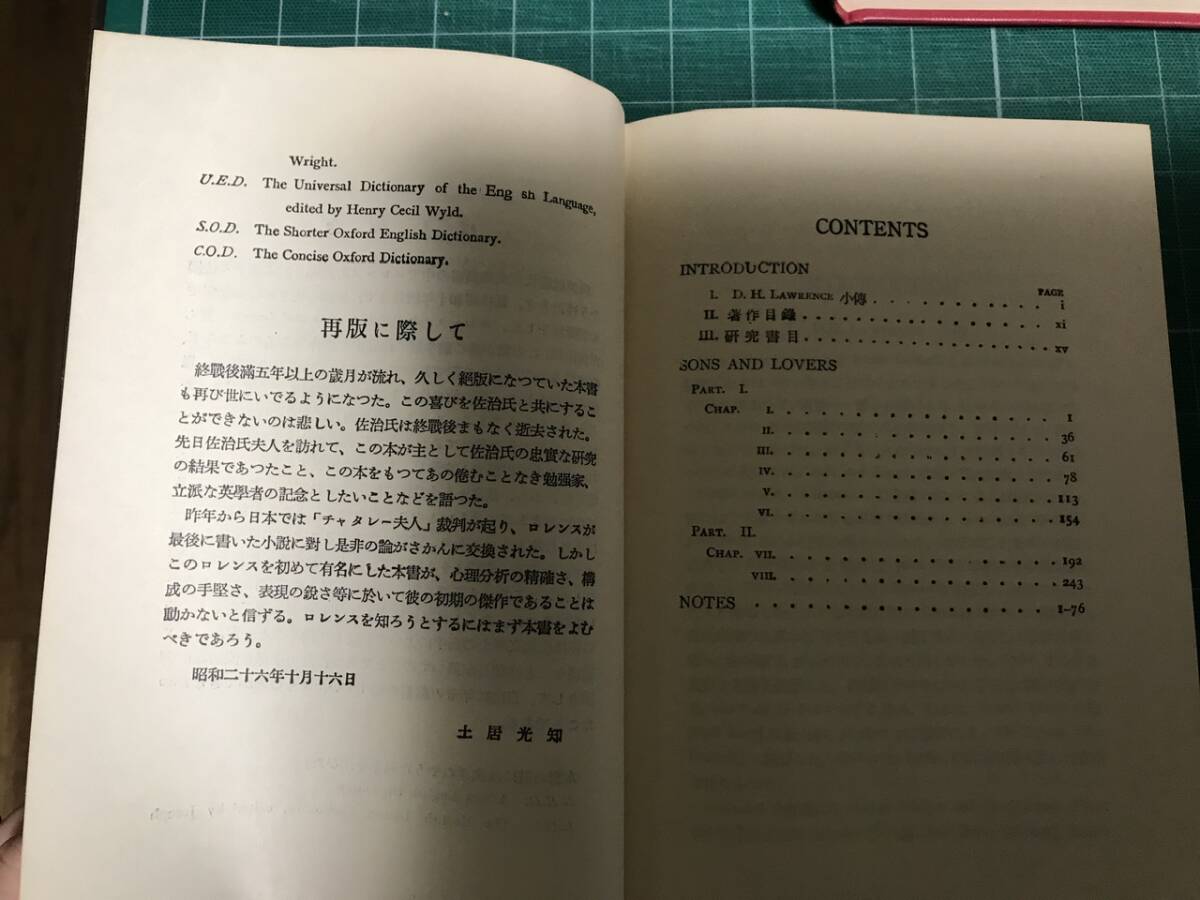 Wright.
U.E.D. The Universal Dictionary of the Eng sh Language,
edited by Henry Cecil Wyld.
S.O.D. The Shorter Oxford English Dictionary.
C.O.D. The Concise Oxford Dictionary.
再版に際して
終戰後滿五年以上の歲月が流れ、久しく絕版になつていた本書
も再び世にいでるようになつた。この喜びを佐治氏と共にするこ
とができないのは悲しい。佐治氏は終戰後まもなく逝去された。
先日佐治氏夫人を訪れて、この本が主として佐治氏の忠實な硏究
の結果であつたこと、この本をもつてあの倦むことなき勉强家、
立派な英學者の記念としたいことなどを語つた。
昨年から日本では「チャタレー夫人」裁判が起り、ロレンスが
最後に書いた小說に對し是非の論がさかんに交換された。しかし
このロレンスを初めて有名にした本書が、心理分析の精確さ、構
成の手堅さ、表現の銳さ等に於いて彼の初期の傑作であることは
動かないと信ずる。ロレンスを知ろうとするにはまず本書をよむ
べきであろう。
昭和二十六年十月十六日
土居光知
CONTENTS
INTRODUCTION
PAGE
I. D. H. LAWRENCE 小傳 . . . . . . . . . . . i
II. 著作目錄 . . . . . . . . . . . . . . xi
III. 硏究書目 . . . . . . . . . . . . . . xv
SONS AND LOVERS
PART. I.
CHAP. I. . . . . . . . . . . . . . 1
II. . . . . . . . . . . . . . 36
III. . . . . . . . . . . . . . 61
IV. . . . . . . . . . . . . . 78
V. . . . . . . . . . . . . . 113
VI. . . . . . . . . . . . . . 154
PART. II.
CHAP. VII. . . . . . . . . . . . . . 192
VIII. . . . . . . . . . . . . . 243
NOTES . . . . . . . . . . . . . . 1-76